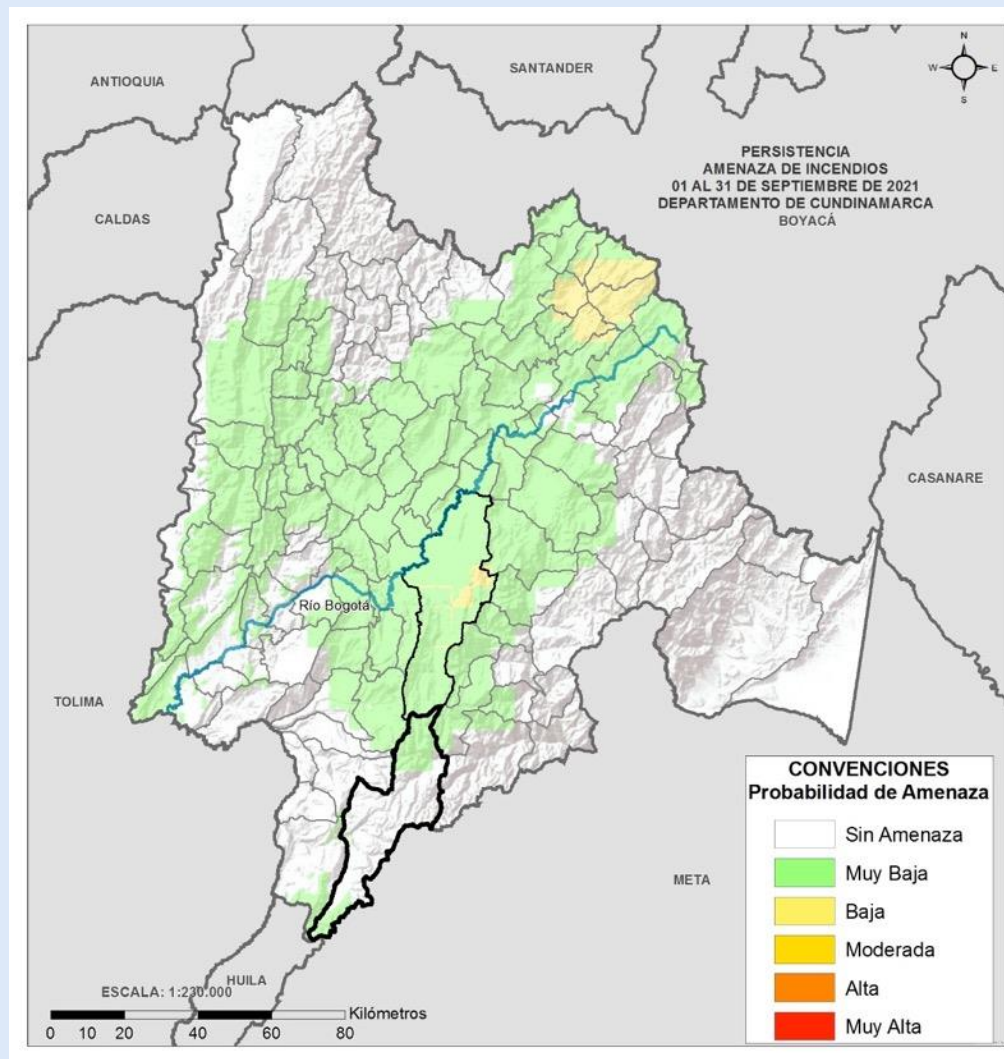 ANTIOQUIA
SANTANDER
N
W
E
S
PERSISTENCIA
AMENAZA DE INCENDIOS
01 AL 31 DE SEPTIEMBRE DE 2021
DEPARTAMENTO DE CUNDINAMARCA
BOYACÁ
CALDAS
CASANARE
Río Bogotá
TOLIMA
META
HUILA
ESCALA: 1:230.000
Kilómetros
0 10 20 40 60 80
CONVENCIONES
Probabilidad de Amenaza
Sin Amenaza
Muy Baja
Baja
Moderada
Alta
Muy Alta